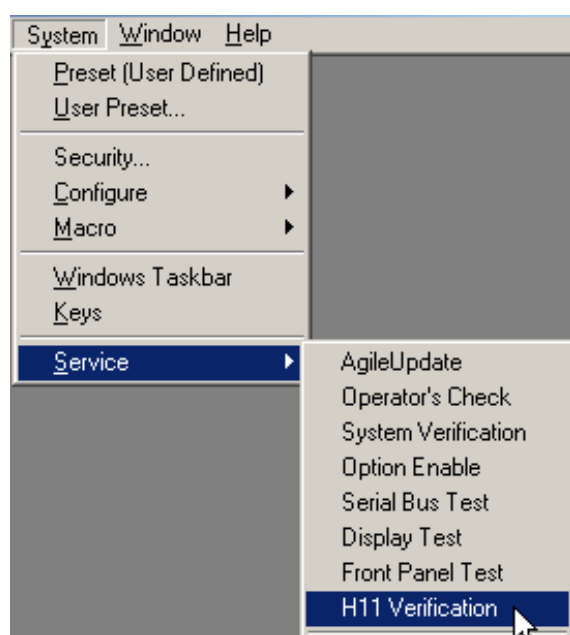 System Window Help
Preset (User Defined)
User Preset...
Security...
Configure
Macro
Windows Taskbar
Keys
Service
AgileUpdate
Operator's Check
System Verification
Option Enable
Serial Bus Test
Display Test
Front Panel Test
H11 Verification